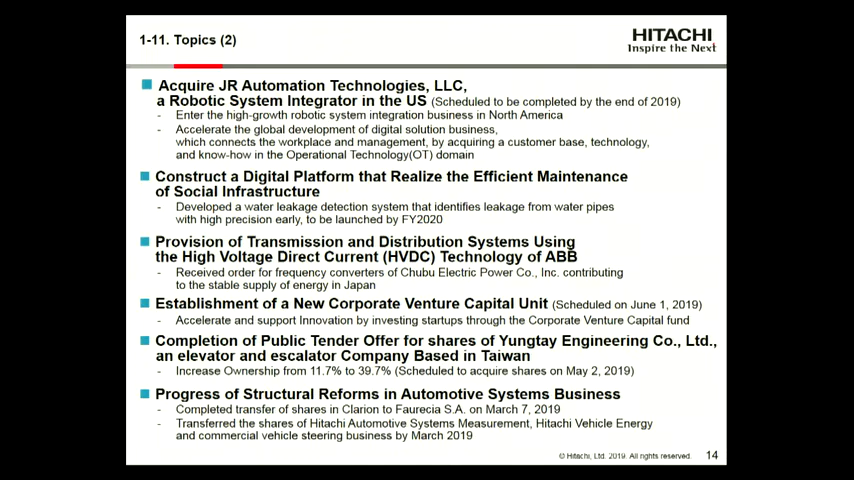 1-11. Topics (2)
HITACHI
Inspire the Next
Acquire JR Automation Technologies, LLC,
a Robotic System Integrator in the US (Scheduled to be completed by the end of 2019)
- Enter the high-growth robotic system integration business in North America
- Accelerate the global development of digital solution business,
which connects the workplace and management, by acquiring a customer base, technology,
and know-how in the Operational Technology(OT) domain
Construct a Digital Platform that Realize the Efficient Maintenance
of Social Infrastructure
- Developed a water leakage detection system that identifies leakage from water pipes
with high precision early, to be launched by FY2020
Provision of Transmission and Distribution Systems Using
the High Voltage Direct Current (HVDC) Technology of ABB
- Received order for frequency converters of Chubu Electric Power Co., Inc. contributing
to the stable supply of energy in Japan
Establishment of a New Corporate Venture Capital Unit (Scheduled on June 1, 2019)
- Accelerate and support Innovation by investing startups through the Corporate Venture Capital fund
Completion of Public Tender Offer for shares of Yungtay Engineering Co., Ltd.,
an elevator and escalator Company Based in Taiwan
- Increase Ownership from 11.7% to 39.7% (Scheduled to acquire shares on May 2, 2019)
Progress of Structural Reforms in Automotive Systems Business
- Completed transfer of shares in Clarion to Faurecia S.A. on March 7, 2019
- Transferred the shares of Hitachi Automotive Systems Measurement, Hitachi Vehicle Energy
and commercial vehicle steering business by March 2019
© Hitachi, Ltd. 2019. All rights reserved. 14